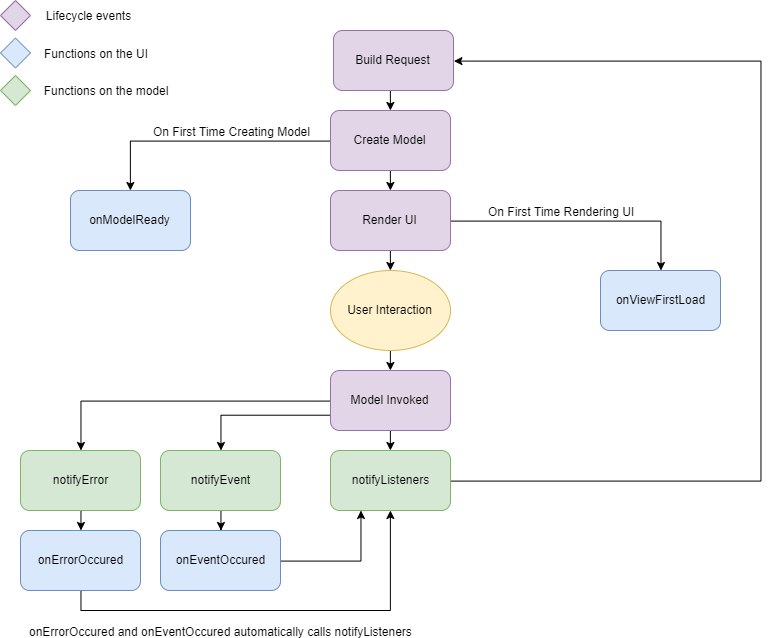 Lifecycle events
Functions on the UI
Functions on the model
Build Request
On First Time Creating Model
Create Model
onModelReady
Render UI
On First Time Rendering UI
onViewFirstLoad
User Interaction
Model Invoked
notifyError
notifyEvent
notifyListeners
onErrorOccured
onEventOccured
onErrorOccured and onEventOccured automatically calls notifyListeners